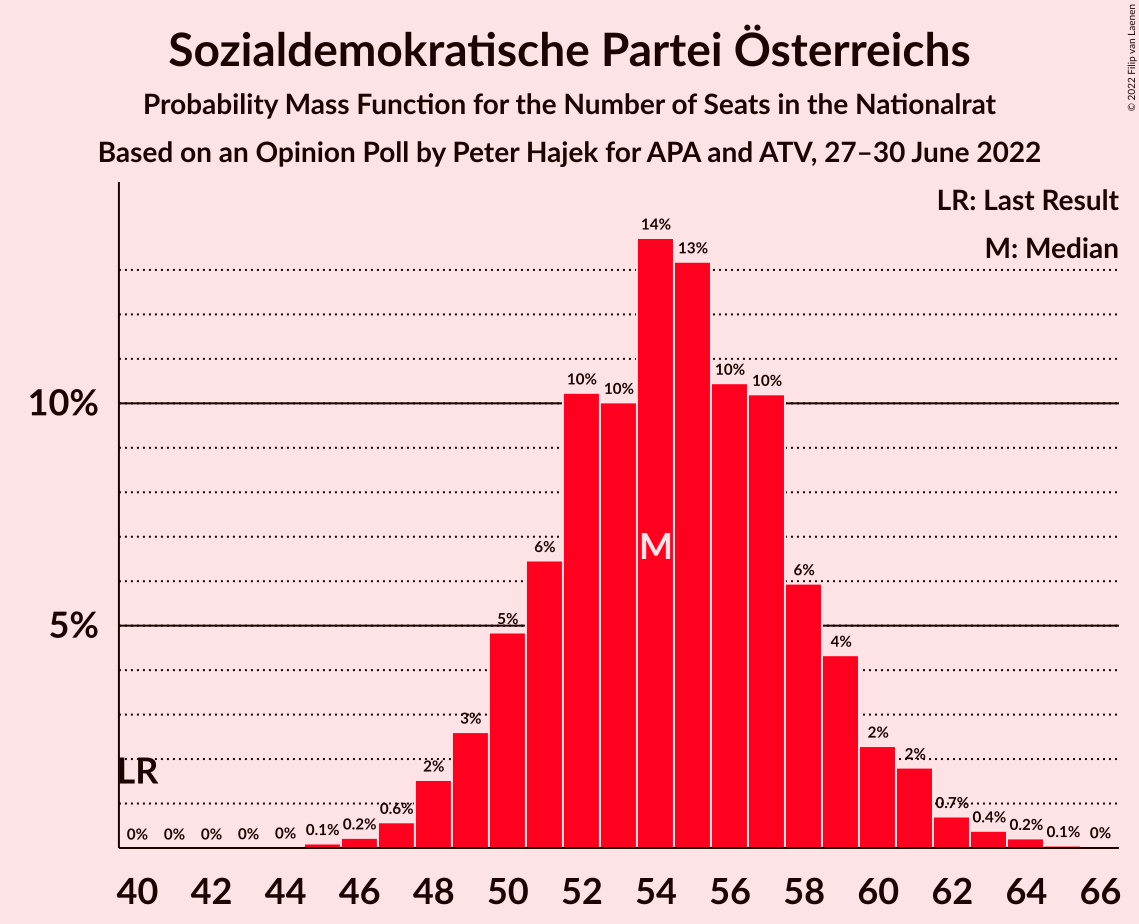 Sozialdemokratische Partei Österreichs
Probability Mass Function for the Number of Seats in the Nationalrat
Based on an Opinion Poll by Peter Hajek for APA and ATV, 27–30 June 2022
© 2022 Filip van Laenen
LR: Last Result
M: Median
10%
5%
LR
M
0% 0% 0% 0% 0% 0.1% 0.2% 0.6% 2% 3% 5% 6% 10% 10% 14% 13% 10% 10% 6% 4% 2% 2% 0.7% 0.4% 0.2% 0.1% 0%
40 42 44 46 48 50 52 54 56 58 60 62 64 66